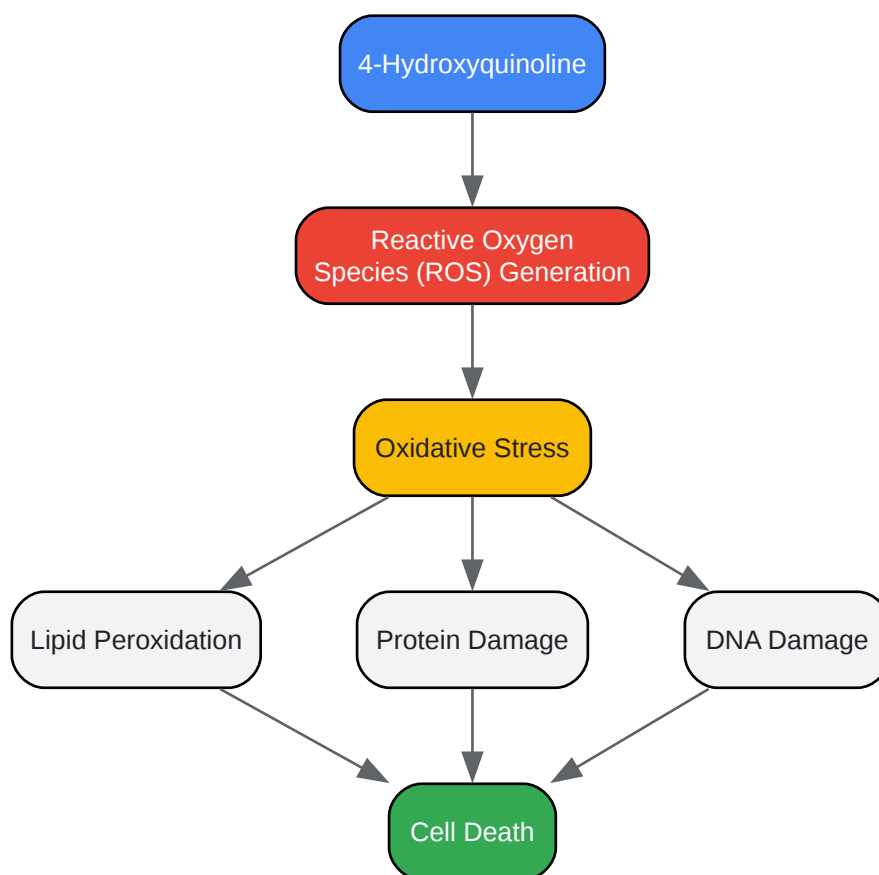 4-Hydroxyquinoline
Reactive Oxygen
Species (ROS) Generation
Oxidative Stress
Lipid Peroxidation
Protein Damage
DNA Damage
Cell Death